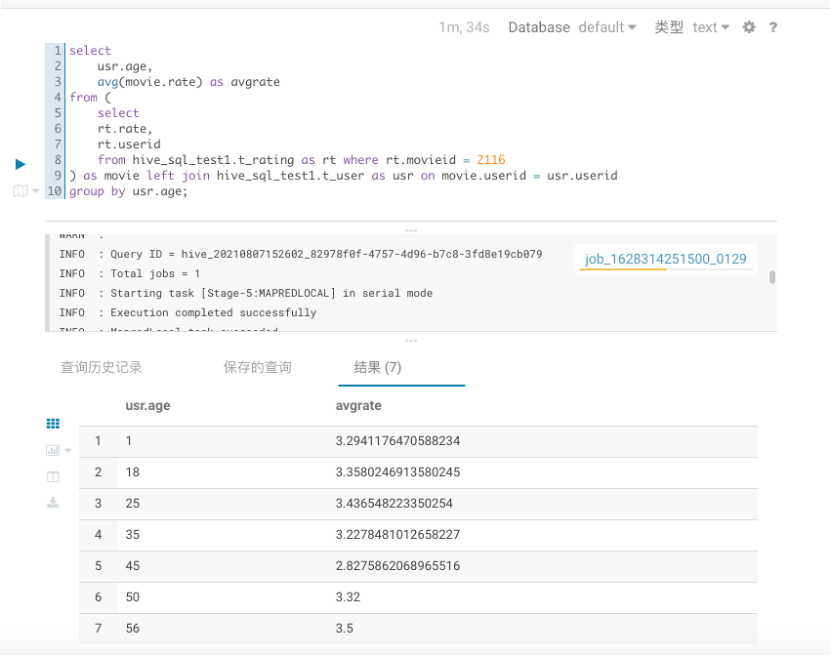 1m, 34s Database default 类型 text ?
1 select
2 usr.age,
3 avg(movie.rate) as avgrate
4 from (
5 select
6 rt.rate,
7 rt.userid
8 from hive_sql_test1.t_rating as rt where rt.movieid = 2116
9 ) as movie left join hive_sql_test1.t_user as usr on movie.userid = usr.userid
10 group by usr.age;
WARN :
INFO : Query ID = hive_20210807152602_82978f0f-4757-4d96-b7c8-3fd8e19cb079
job_1628314251500_0129
INFO : Total jobs = 1
INFO : Starting task [Stage-5:MAPREDLOCAL] in serial mode
INFO : Execution completed successfully
INFO : MapredLocal task succeeded
查询历史记录 保存的查询 结果 (7)
usr.age avgrate
1 1 3.2941176470588234
2 18 3.3580246913580245
3 25 3.436548223350254
4 35 3.2278481012658227
5 45 2.8275862068965516
6 50 3.32
7 56 3.5